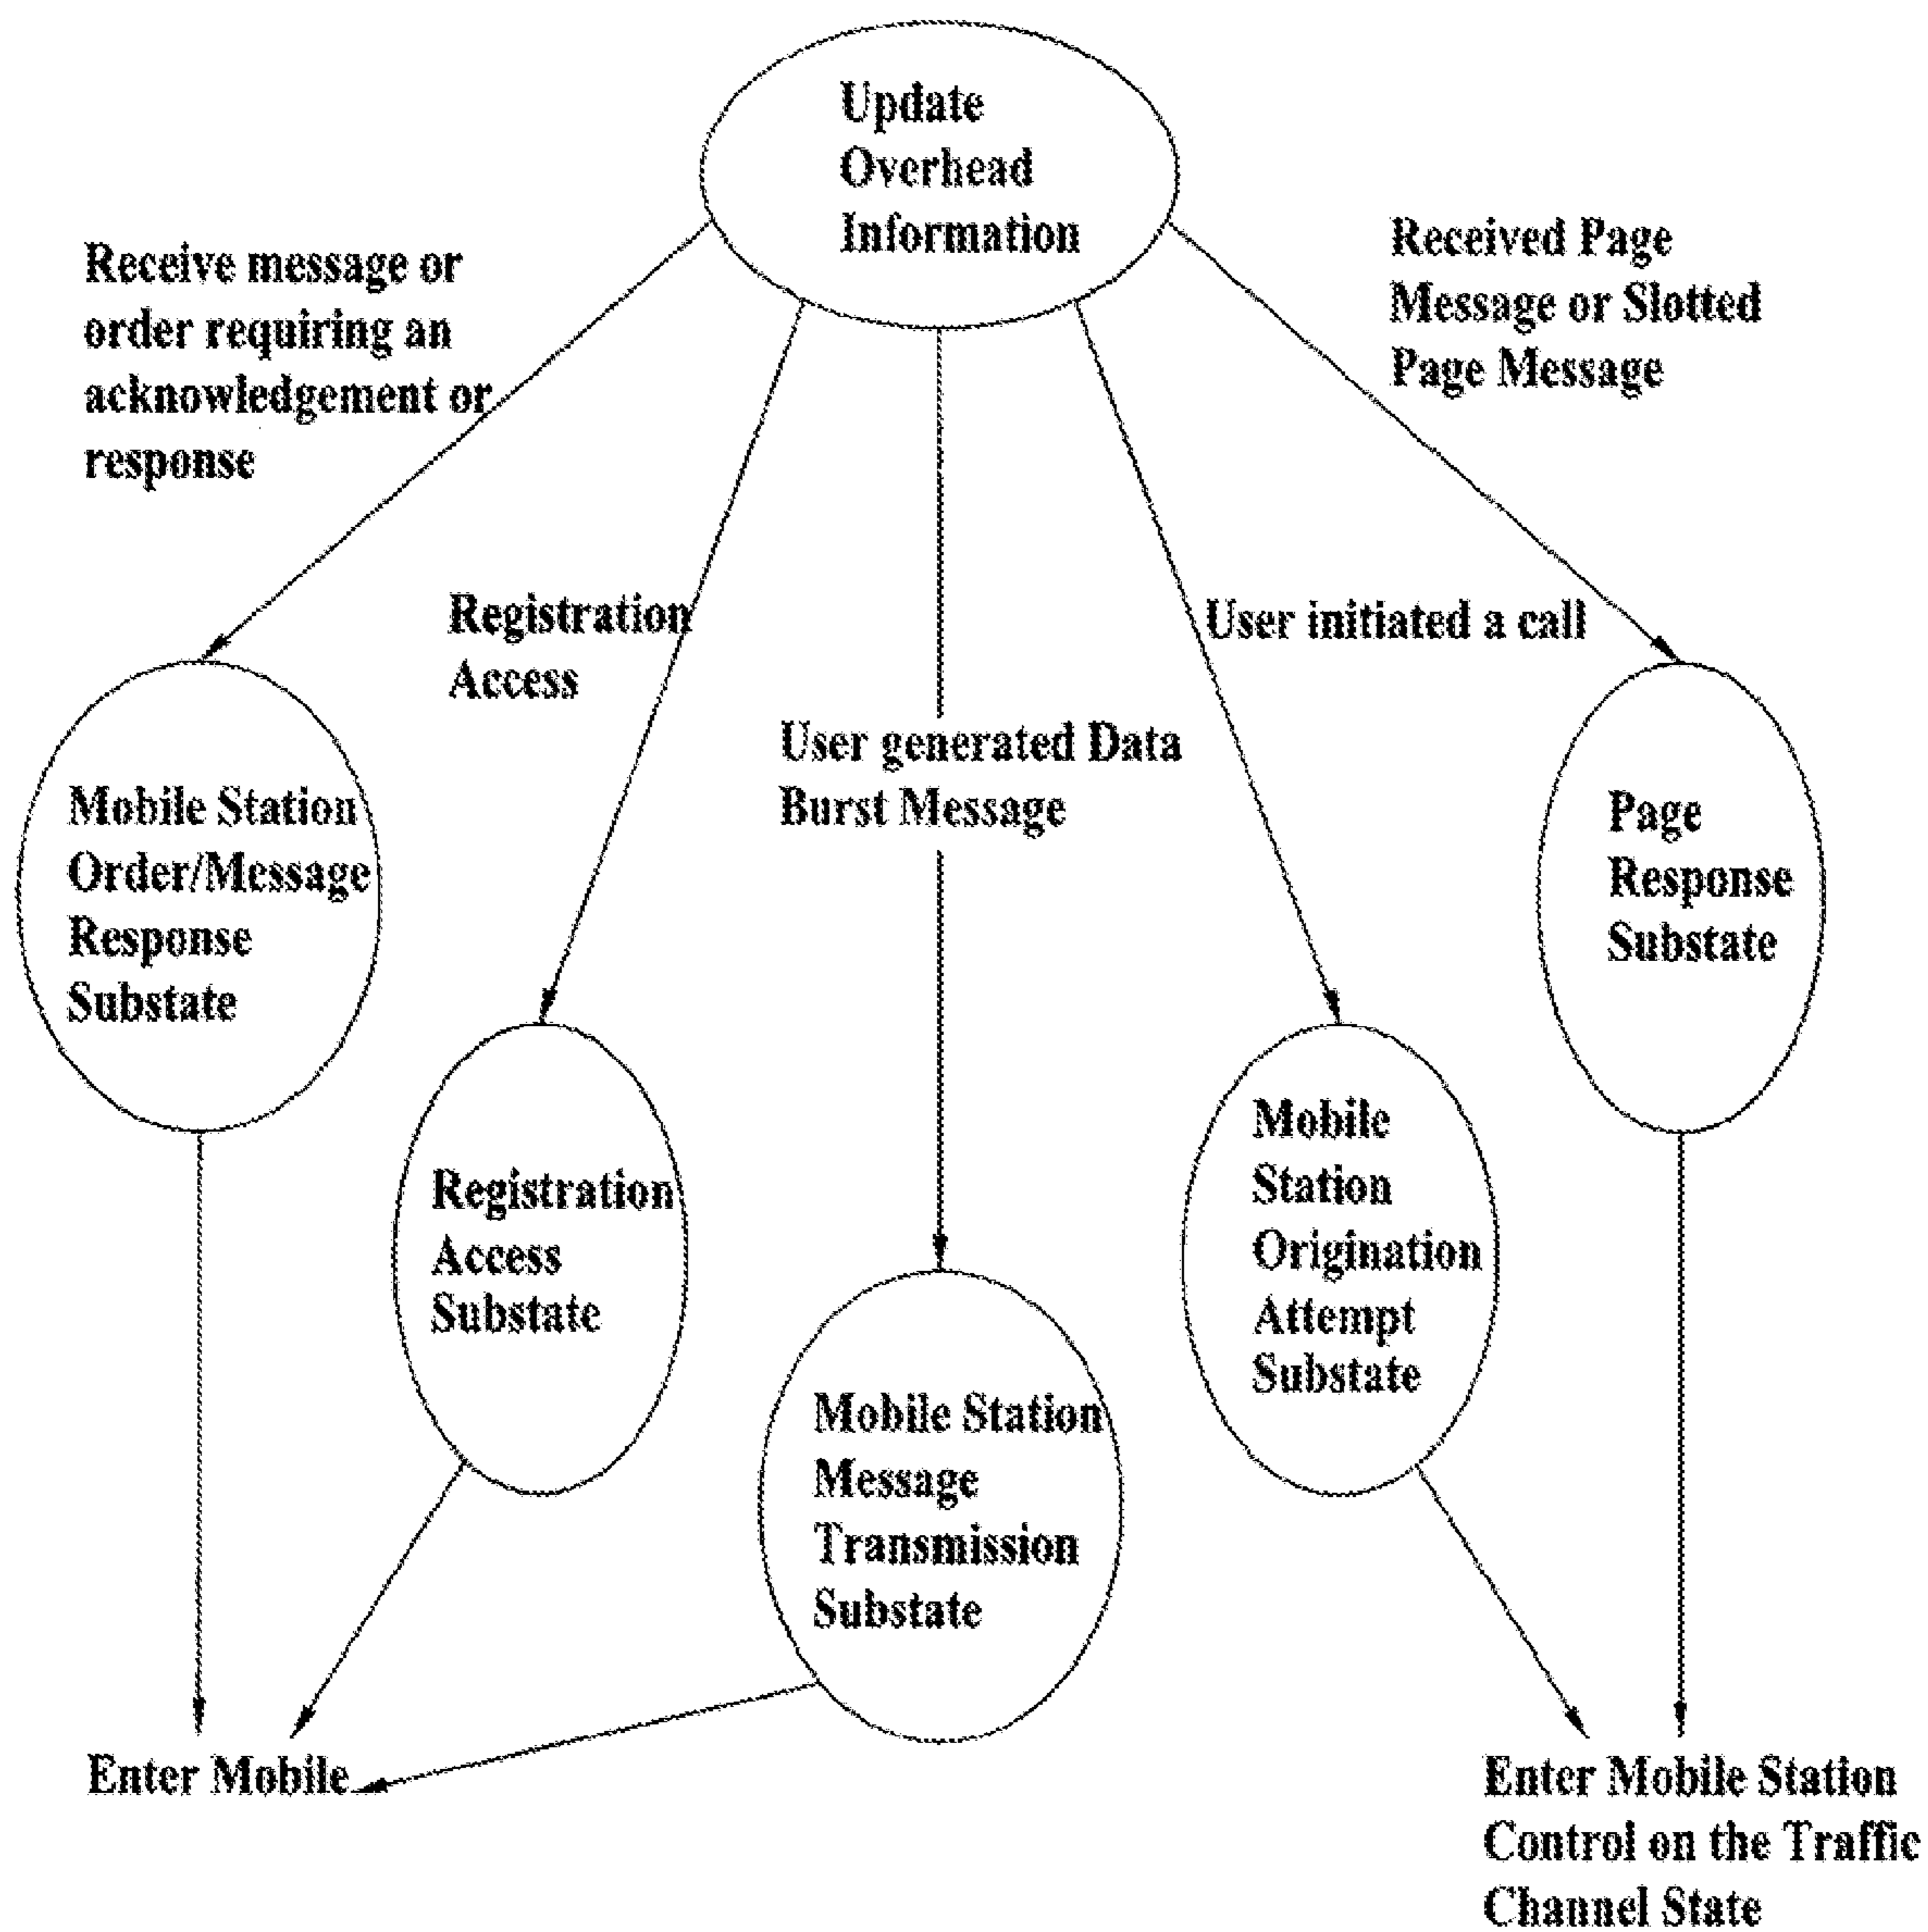 Update
Overhead
Information
Receive message or
order requiring an
acknowledgement or
response
Received Page
Message or Slotted
Page Message
Registration
Access
User initiated a call
User generated Data
Burst Message
Mobile Station
Order/Message
Response
Substate
Page
Response
Substate
Registration
Access
Substate
Mobile
Station
Origination
Attempt
Substate
Mobile Station
Message
Transmission
Substate
Enter Mobile
Enter Mobile Station
Control on the Traffic
Channel State